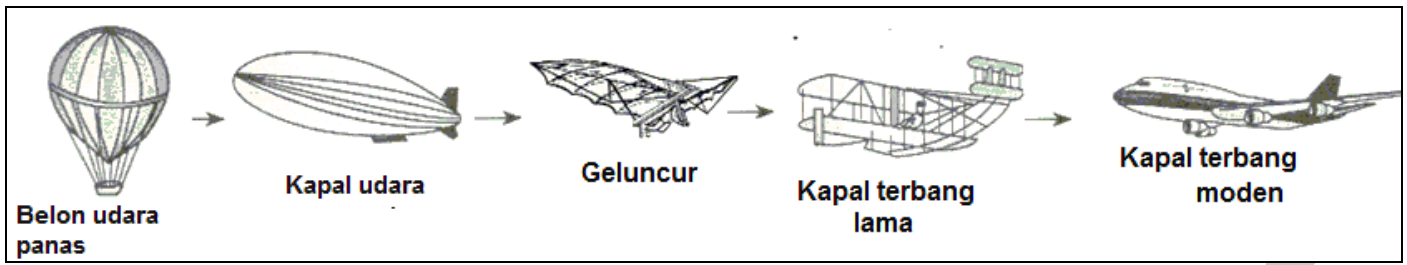 Belon udara
panas
Kapal udara
Geluncur
Kapal terbang
lama
Kapal terbang
moden